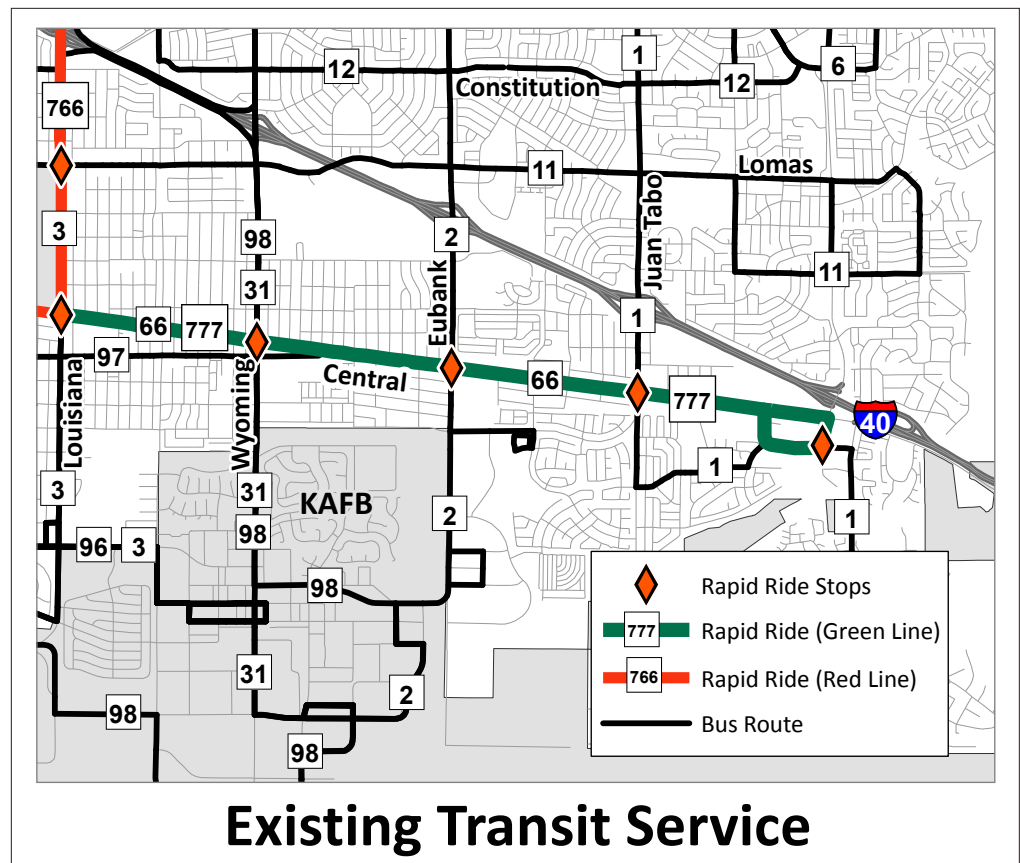 1
12
6
Constitution
12
766
11
Lomas
3
98
2
Juan Tabo
11
31
Eubank
1
66
777
97
Central
66
777
40
Louisiana
Wyoming
1
3
31
KAFB
2
1
96
3
98
98
31
2
98
98
Rapid Ride Stops
777
Rapid Ride (Green Line)
766
Rapid Ride (Red Line)
Bus Route
Existing Transit Service